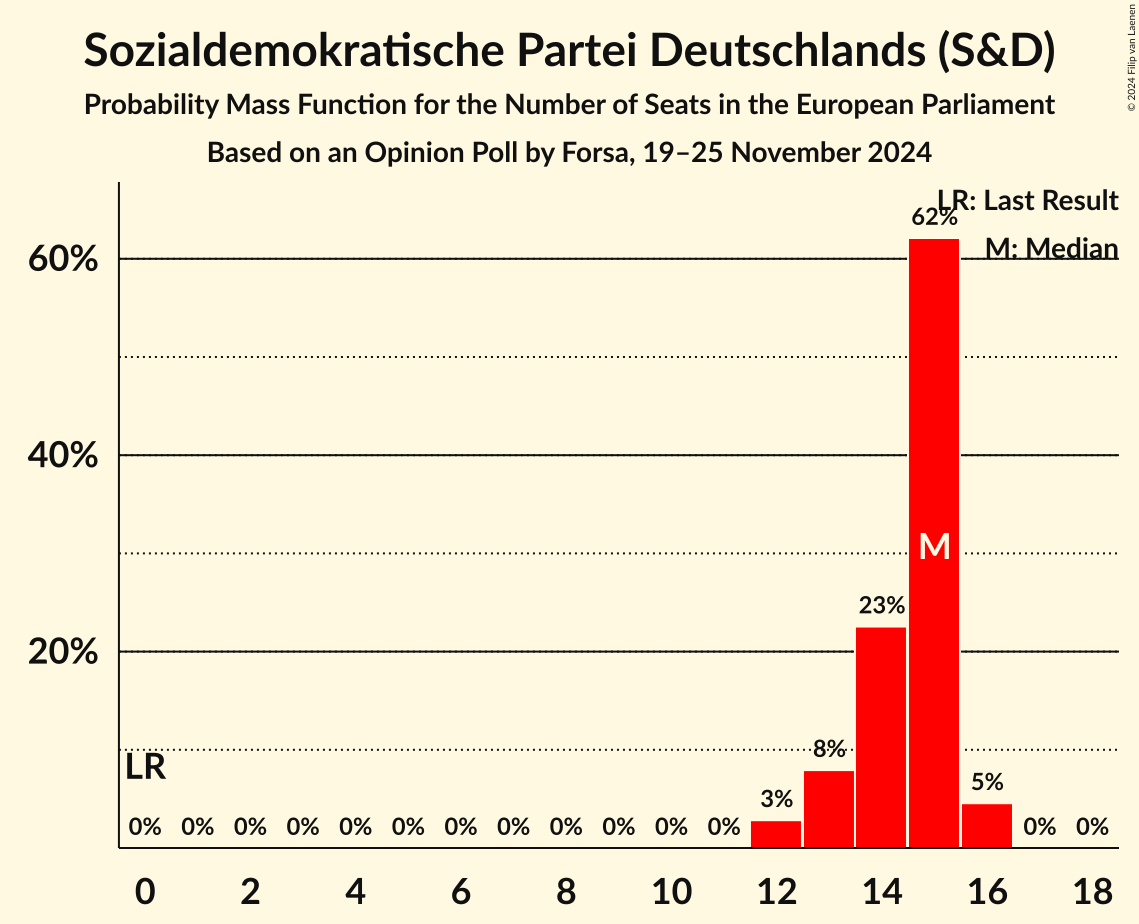 Sozialdemokratische Partei Deutschlands (S&D)
Probability Mass Function for the Number of Seats in the European Parliament
Based on an Opinion Poll by Forsa, 19–25 November 2024
© 2024 Filip van Laenen
LR: Last Result
M: Median
62%
60%
40%
M
23%
20%
8%
LR
5%
3%
0% 0% 0% 0% 0% 0% 0% 0% 0% 0% 0% 0% 0% 0%
0 2 4 6 8 10 12 14 16 18